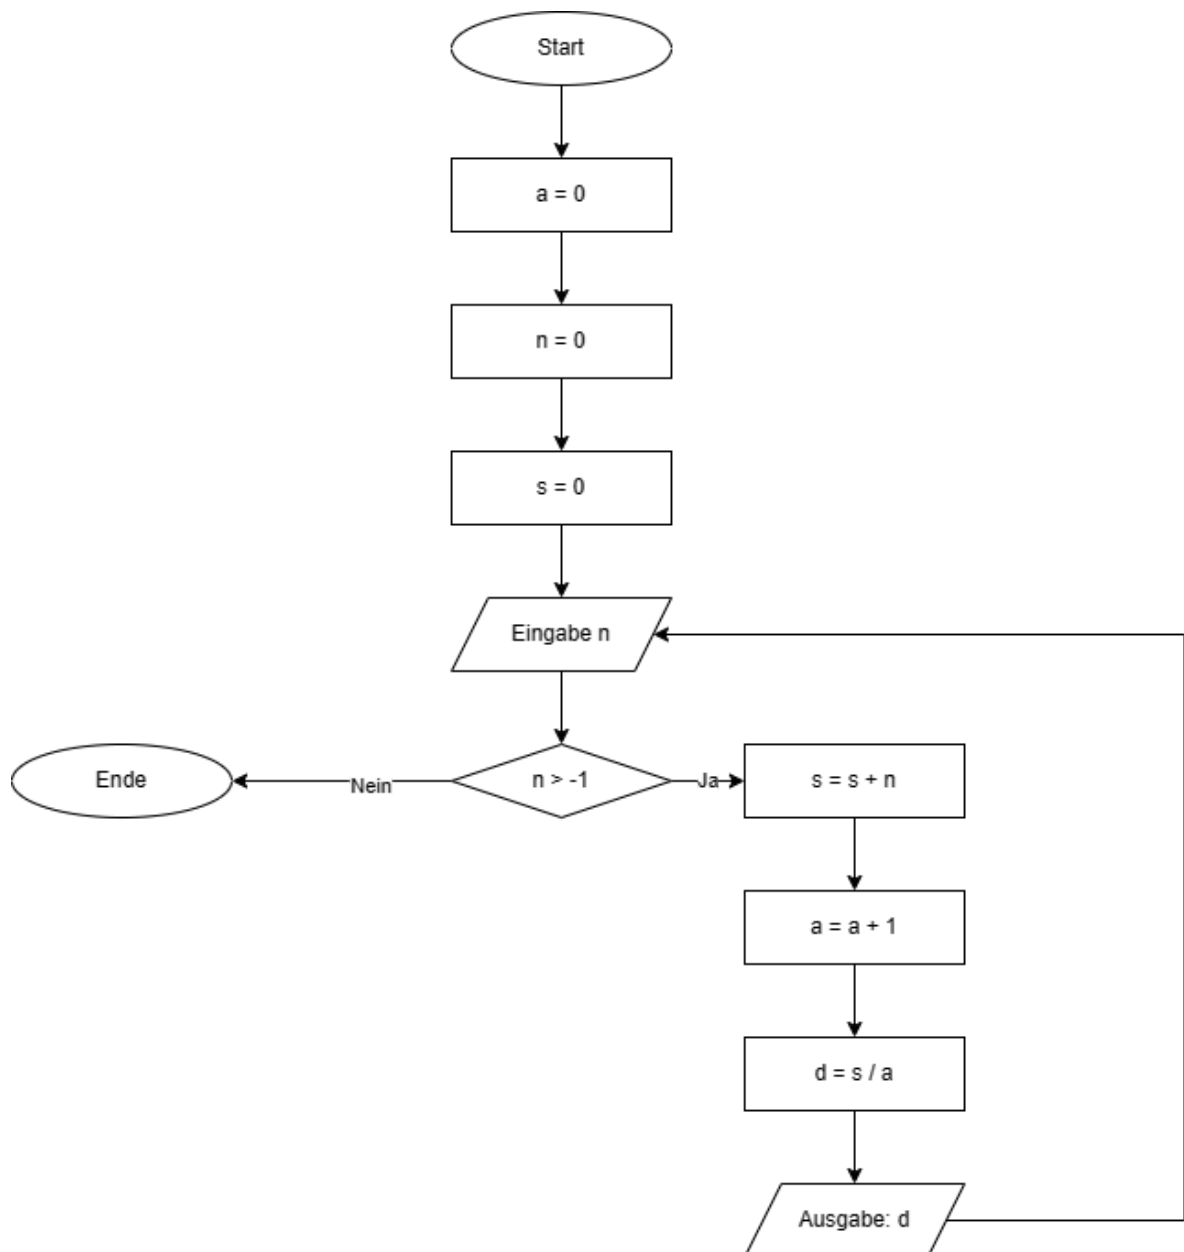 Start
a = 0
n = 0
s = 0
Eingabe n
Ende
Nein
n > -1
Ja
s = s + n
a = a + 1
d = s / a
Ausgabe: d